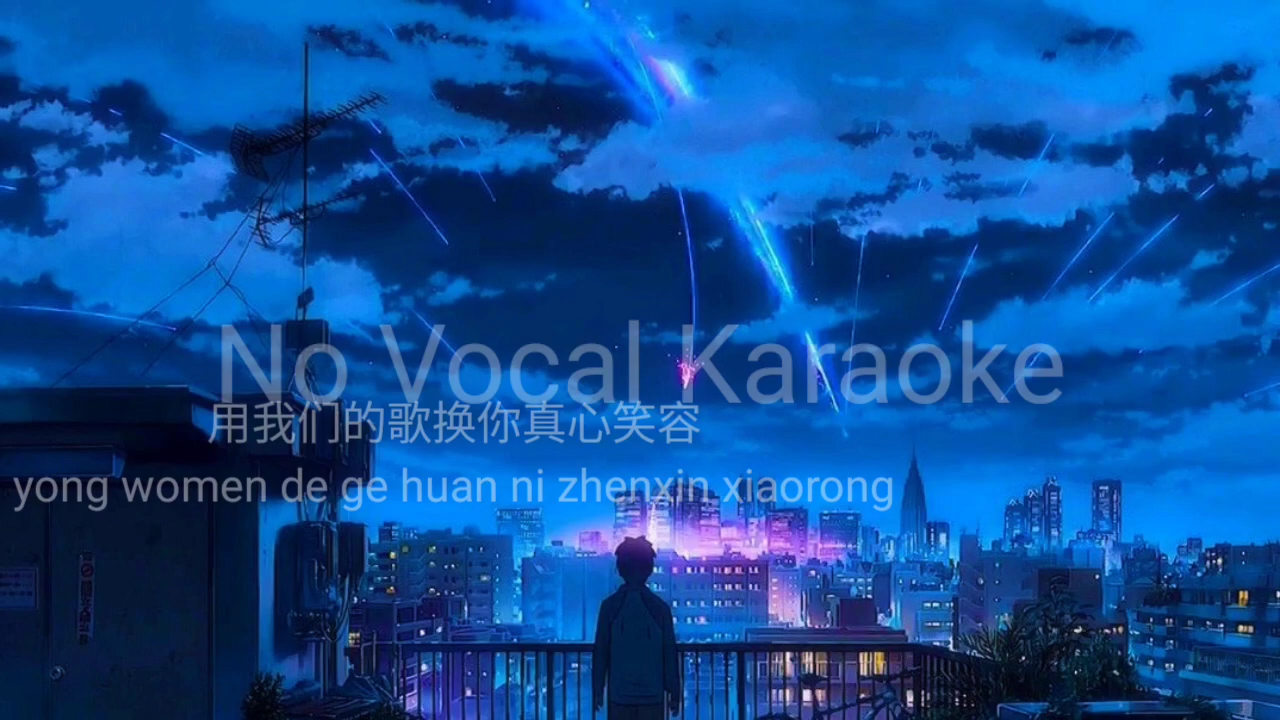 No Vocal Karaoke
用我们的歌换你真心笑容
yong women de ge huan ni zhenxin xiaorong